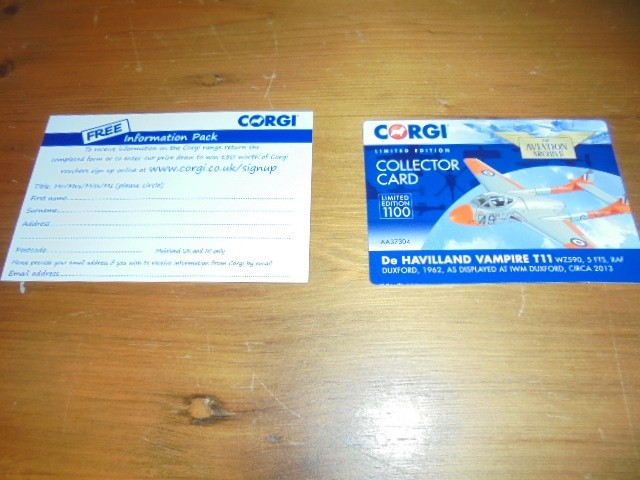 CORGI
FREE
Information Pack
To receive information on the Corgi range return the
completed form or to enter our prize draw to win £50 worth of Corgi
vouchers sign up online at www.corgi.co.uk/signup
Title: Mr/Mrs/Miss/Ms (please circle)
First name
Surname
Address
Postcode Mainland UK and IE only
Please provide your email address if you wish to receive information from Corgi by email
Email address
CORGI
LIMITED EDITION
COLLECTOR
CARD
THE
AVIATION
ARCHIVE
LIMITED
EDITION
1100
49
AA37304
De HAVILLAND VAMPIRE T11 WZ590, 5 FTS, RAF
DUXFORD, 1962, AS DISPLAYED AT IWM DUXFORD, CIRCA 2013